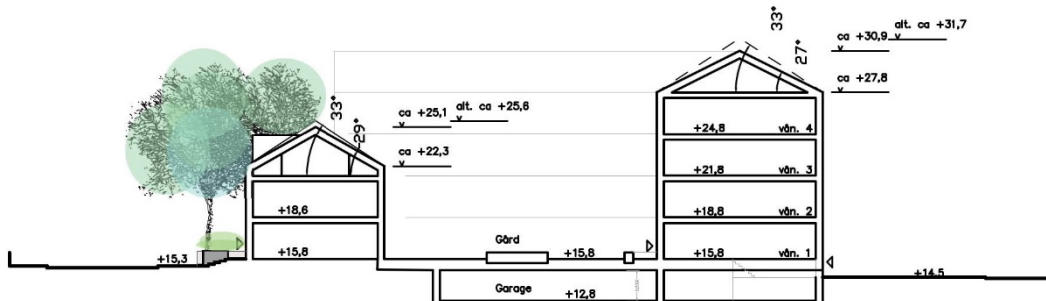 33°
ca +30,9
alt. ca +31,7
27°
ca +27,8
33°
29°
ca +25,1
alt. ca +25,6
ca +22,3
+24,8 vån. 4
+21,8 vån. 3
+18,6
+18,8 vån. 2
Gård
+15,3
+15,8
+15,8
+15,8 vån. 1
+14,5
Garage
+12,8